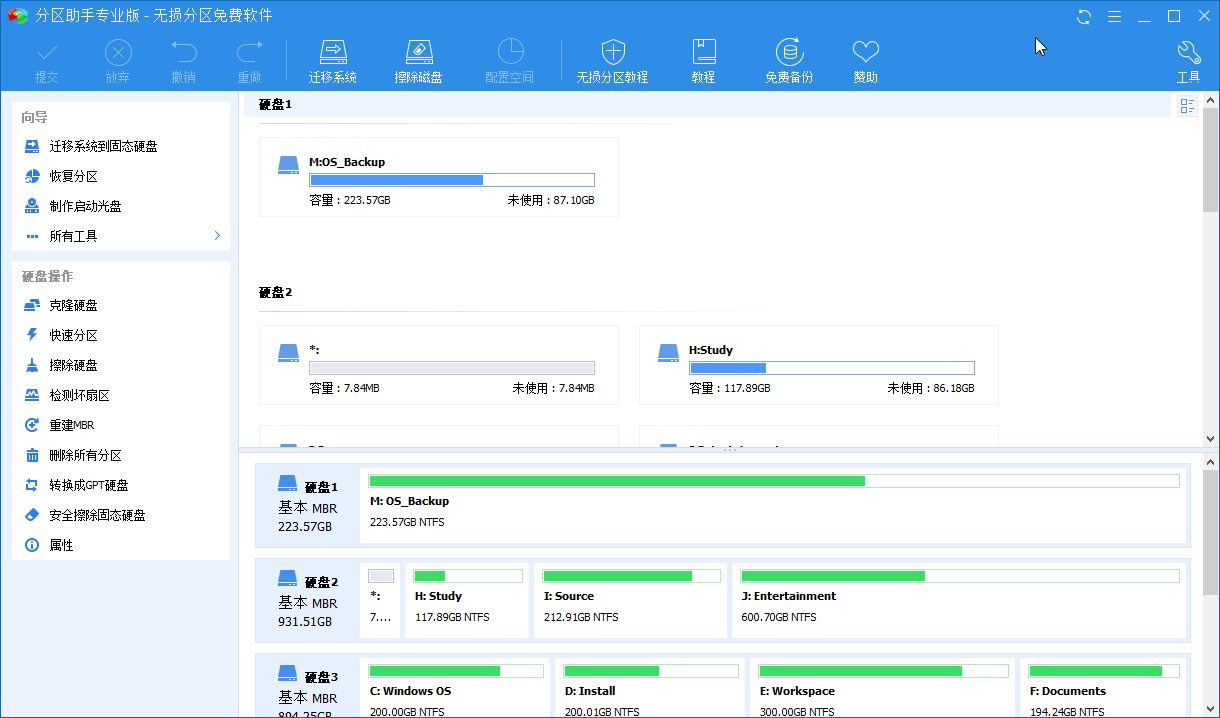 分区助手专业版 - 无损分区免费软件
提交 放弃 撤销 重做 迁移系统 擦除磁盘 配置空间 无损分区教程 教程 免费备份 赞助 工具
向导
迁移系统到固态硬盘
恢复分区
制作启动光盘
所有工具
硬盘操作
克隆硬盘
快速分区
擦除硬盘
检测坏扇区
重建MBR
删除所有分区
转换成GPT硬盘
安全擦除固态硬盘
属性
硬盘1
M:OS_Backup
容量 : 223.57GB 未使用 : 87.10GB
硬盘2
*:
容量 : 7.84MB 未使用 : 7.84MB
H:Study
容量 : 117.89GB 未使用 : 86.18GB
硬盘1
基本 MBR
223.57GB
M: OS_Backup
223.57GB NTFS
硬盘2
基本 MBR
931.51GB
*:
7....
H: Study
117.89GB NTFS
I: Source
212.91GB NTFS
J: Entertainment
600.70GB NTFS
硬盘3
基本 MBR
894.25GB
C: Windows OS
200.00GB NTFS
D: Install
200.01GB NTFS
E: Workspace
300.00GB NTFS
F: Documents
194.24GB NTFS